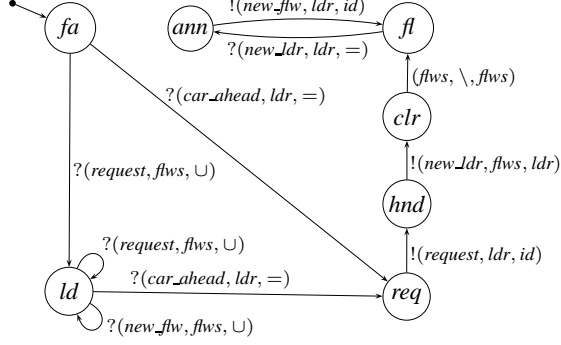 !(new_flw, ldr, id)
fa
ann
fl
?(new_ldr, ldr, =)
(flws, \, flws)
?(car_ahead, ldr, =)
clr
!(new_ldr, flws, ldr)
?(request, flws, ∪)
hnd
?(request, flws, ∪)
!(request, ldr, id)
?(car_ahead, ldr, =)
ld
req
?(new_flw, flws, ∪)